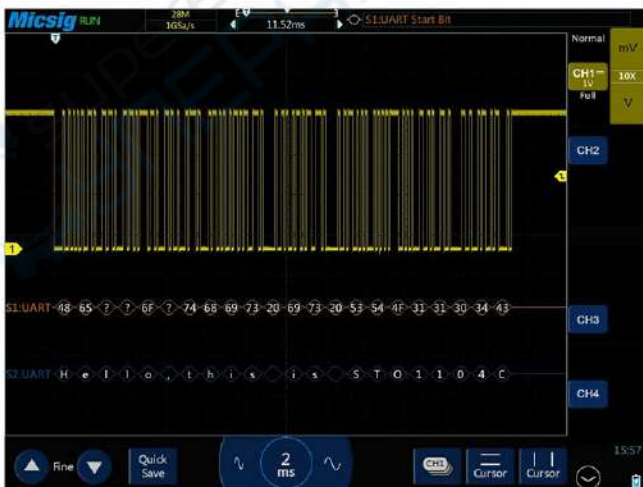 Micsig RUN 28M 1GSa/s 11.52ms S1:UART Start Bit
T
Normal
mV
CH1
1V
Full
10X
V
CH2
1
S1:UART 48 65 ? ? 6F ? 74 68 69 73 20 69 73 20 53 54 4F 31 31 30 34 43
CH3
S2:UART H e l l o , t h i s i s S T O 1 1 0 4 C
CH4
15:57
Fine Quick Save 2 ms CH1 Cursor Cursor